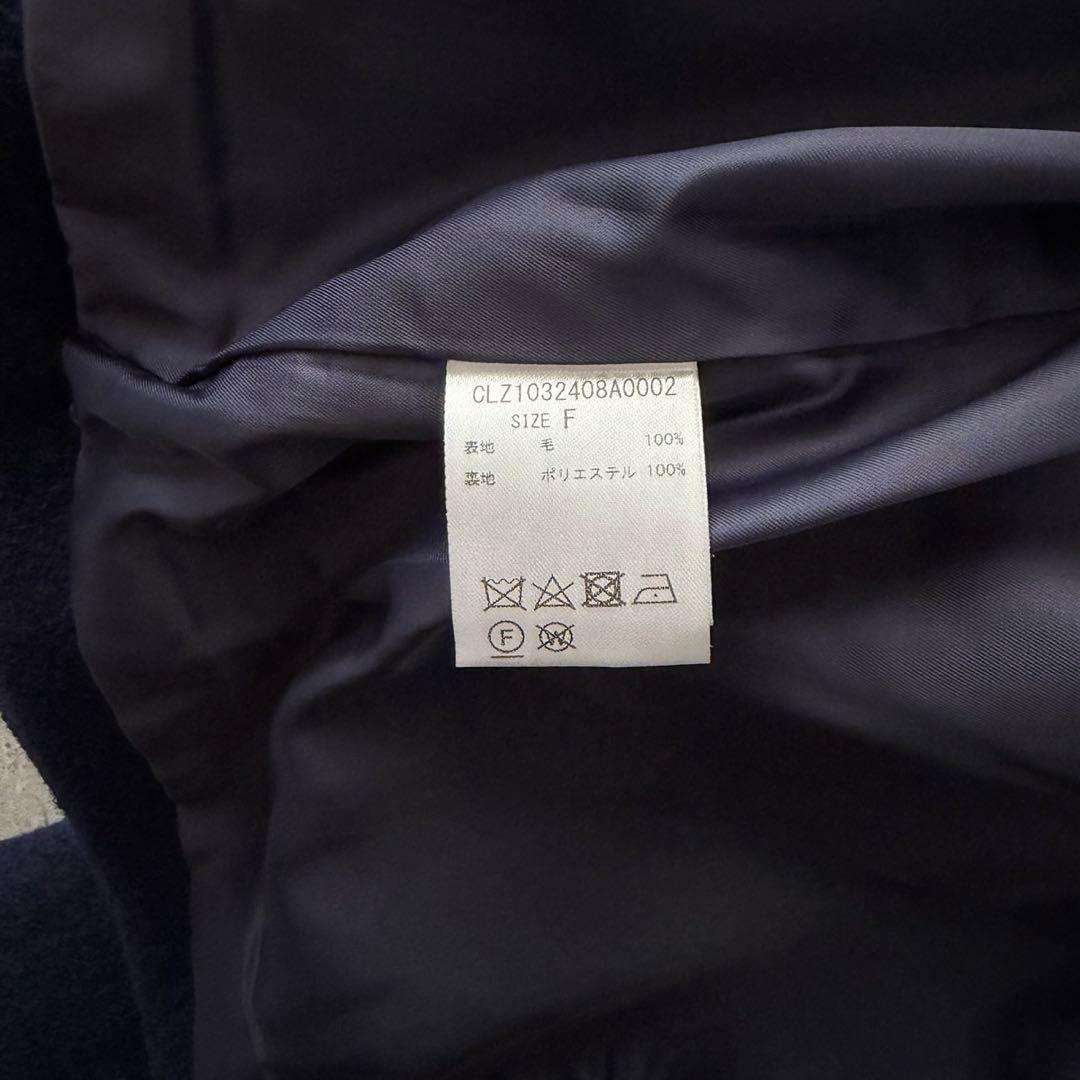 CLZ1032408A0002
SIZE F
表地 毛 100%
裏地 ポリエステル 100%
F
W